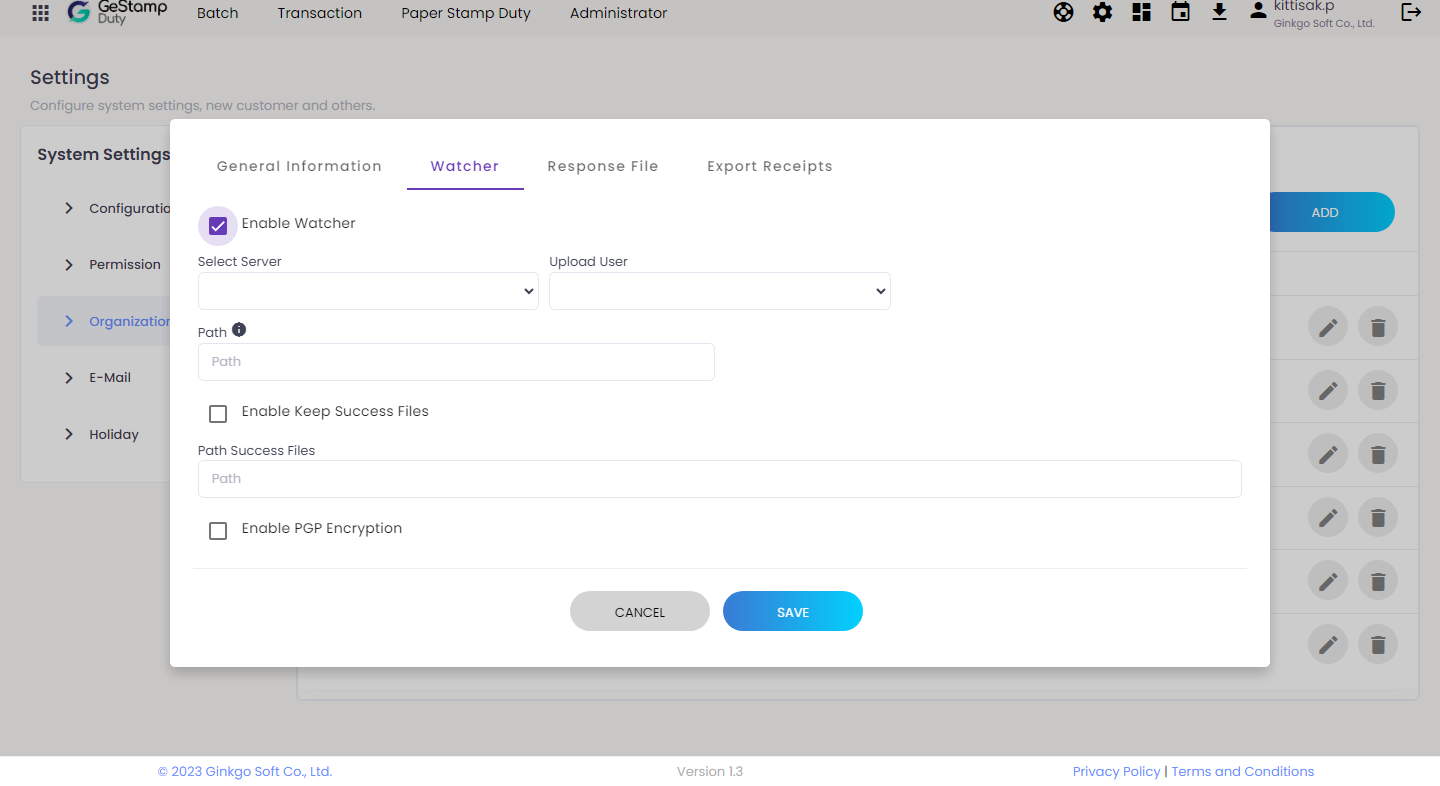 GeStamp
Duty
Batch
Transaction
Paper Stamp Duty
Administrator
kittisak.p
Ginkgo Soft Co., Ltd.
Settings
Configure system settings, new customer and others.
System Settings
Configuratio
Permission
Organization
E-Mail
Holiday
ADD
General Information
Watcher
Response File
Export Receipts
Enable Watcher
Select Server
Upload User
Path
Path
Enable Keep Success Files
Path Success Files
Path
Enable PGP Encryption
CANCEL
SAVE
© 2023 Ginkgo Soft Co., Ltd.
Version 1.3
Privacy Policy | Terms and Conditions